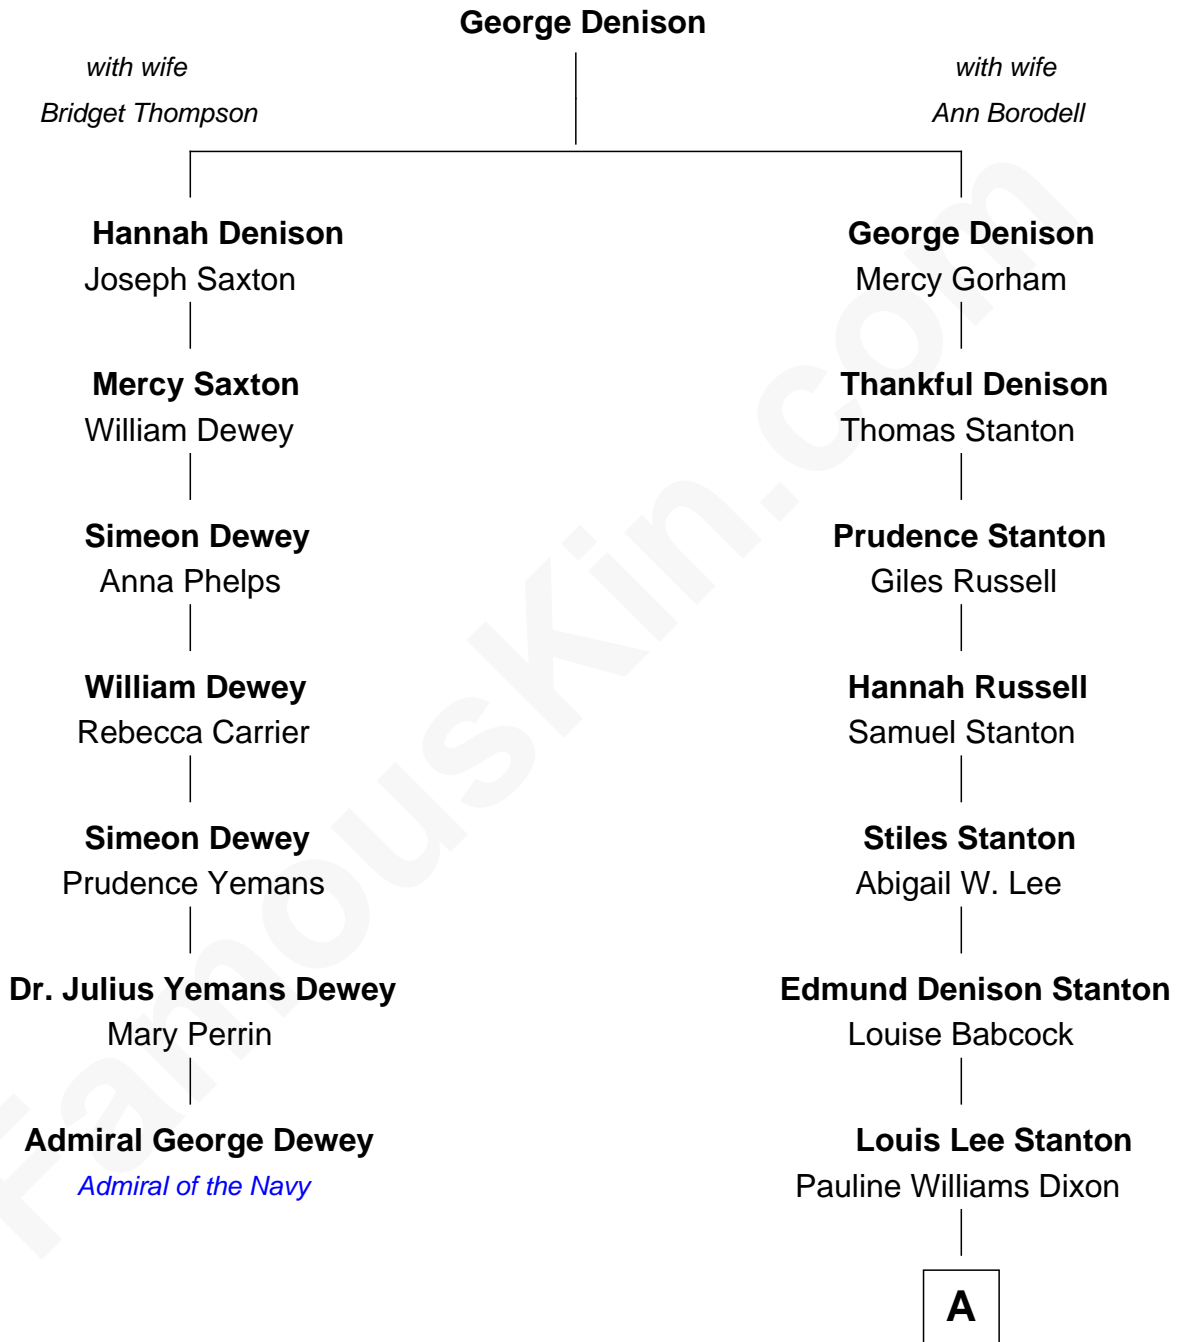 George Denison
with wife
Bridget Thompson
with wife
Ann Borodell
Hannah Denison
Joseph Saxton
George Denison
Mercy Gorham
Mercy Saxton
William Dewey
Thankful Denison
Thomas Stanton
Simeon Dewey
Anna Phelps
Prudence Stanton
Giles Russell
William Dewey
Rebecca Carrier
Hannah Russell
Samuel Stanton
Simeon Dewey
Prudence Yemans
Stiles Stanton
Abigail W. Lee
Dr. Julius Yemans Dewey
Mary Perrin
Edmund Denison Stanton
Louise Babcock
Admiral George Dewey
Admiral of the Navy
Louis Lee Stanton
Pauline Williams Dixon
A
FamousKin.com